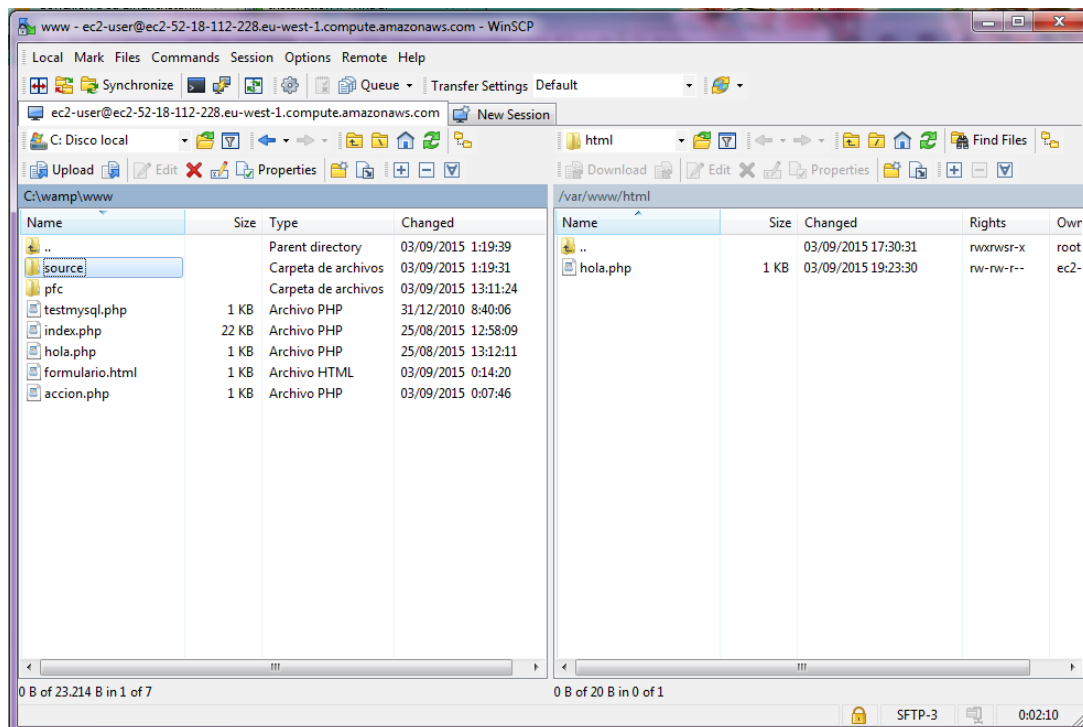 www - ec2-user@ec2-52-18-112-228.eu-west-1.compute.amazonaws.com - WinSCP
Local Mark Files Commands Session Options Remote Help
Synchronize Queue Transfer Settings Default
ec2-user@ec2-52-18-112-228.eu-west-1.compute.amazonaws.com New Session
C: Disco local html Find Files
Upload Edit Properties Download Edit Properties
C:\wamp\www /var/www/html
Name Size Type Changed Name Size Changed Rights Own
.. Parent directory 03/09/2015 1:19:39 .. 03/09/2015 17:30:31 rwxrwsr-x root
source Carpeta de archivos 03/09/2015 1:19:31 hola.php 1 KB 03/09/2015 19:23:30 rw-rw-r-- ec2-
pfc Carpeta de archivos 03/09/2015 13:11:24
testmysql.php 1 KB Archivo PHP 31/12/2010 8:40:06
index.php 22 KB Archivo PHP 25/08/2015 12:58:09
hola.php 1 KB Archivo PHP 25/08/2015 13:12:11
formulario.html 1 KB Archivo HTML 03/09/2015 0:14:20
accion.php 1 KB Archivo PHP 03/09/2015 0:07:46
0 B of 23.214 B in 1 of 7 0 B of 20 B in 0 of 1
SFTP-3 0:02:10